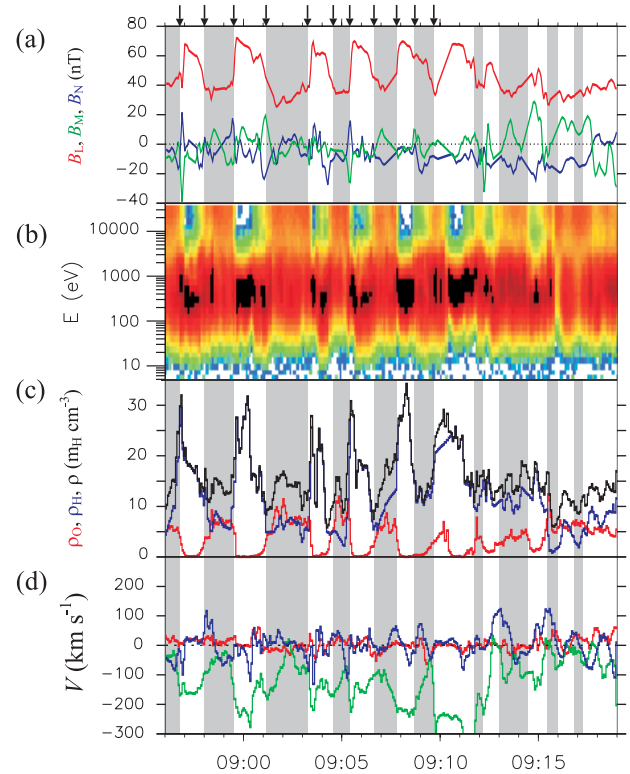 (a)
80
60
40
20
0
−20
−40
B_L, B_M, B_N (nT)
(b)
10000
1000
100
10
E (eV)
(c)
30
20
10
0
ρ_O, ρ_H, ρ (m_H cm⁻³)
(d)
200
100
0
−100
−200
−300
V (km s⁻¹)
09:00 09:05 09:10 09:15